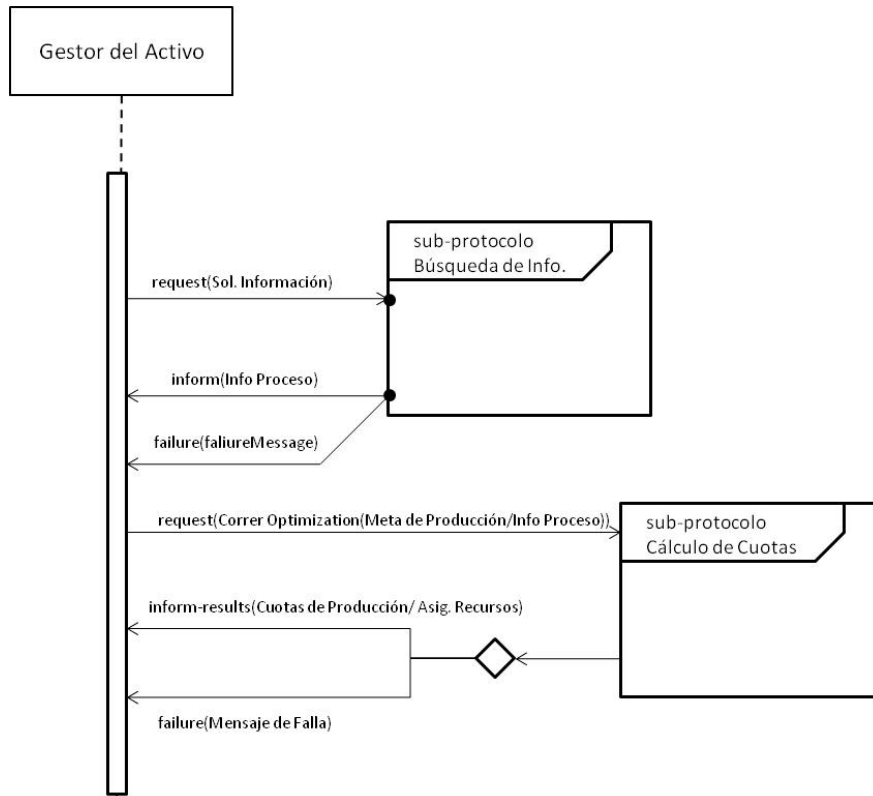 Gestor del Activo
sub-protocolo
Búsqueda de Info.
request(Sol. Información)
inform(Info Proceso)
failure(faliureMessage)
request(Correr Optimization(Meta de Producción/Info Proceso))
sub-protocolo
Cálculo de Cuotas
inform-results(Cuotas de Producción/ Asig. Recursos)
failure(Mensaje de Falla)